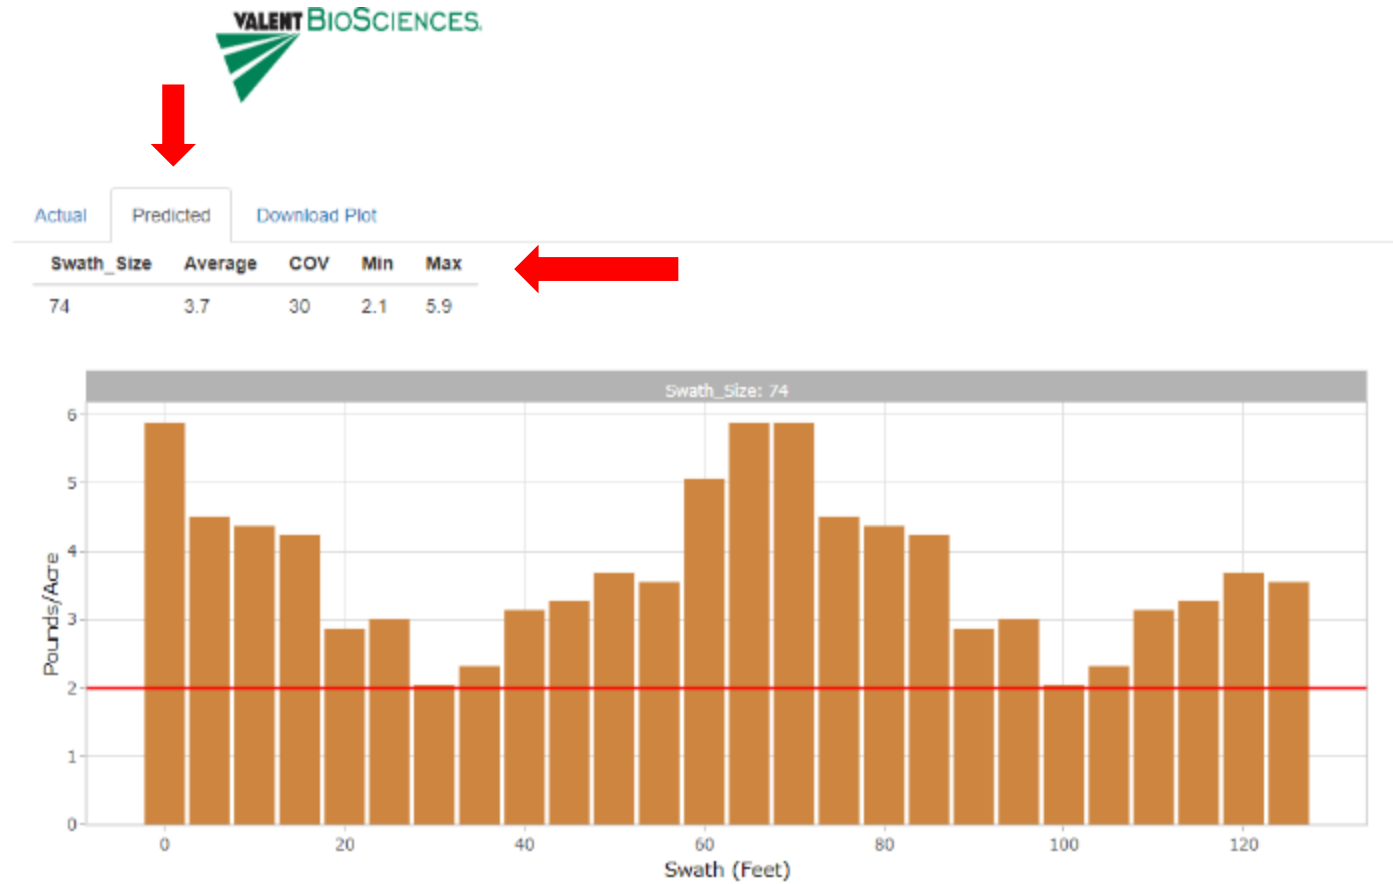 VALENT BIOSCIENCES.
Actual Predicted Download Plot
Swath_Size Average COV Min Max
74 3.7 30 2.1 5.9
Swath_Size: 74
6
5
4
3
2
1
0
Pounds/Acre
0 20 40 60 80 100 120
Swath (Feet)